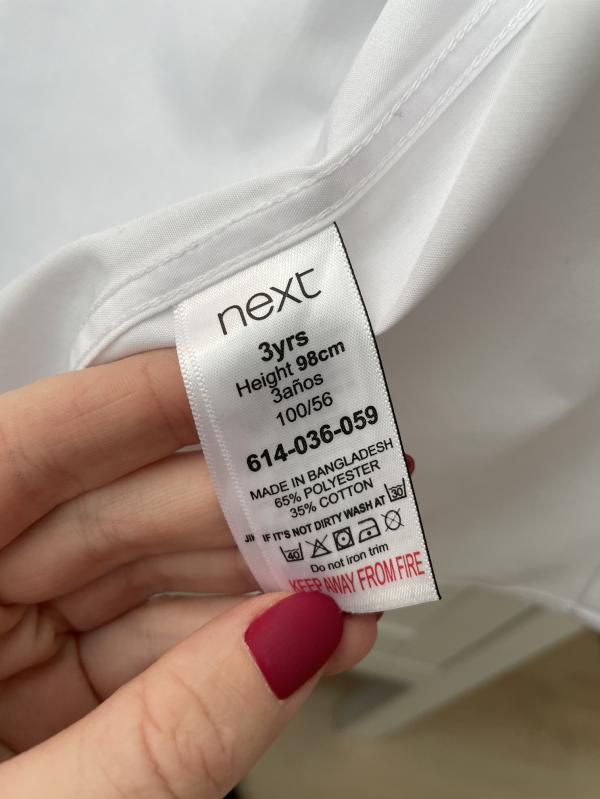 next
3yrs
Height 98cm
3años
100/56
614-036-059
MADE IN BANGLADESH
65% POLYESTER
35% COTTON
IF IT'S NOT DIRTY WASH AT 30
40
Do not iron trim
KEEP AWAY FROM FIRE